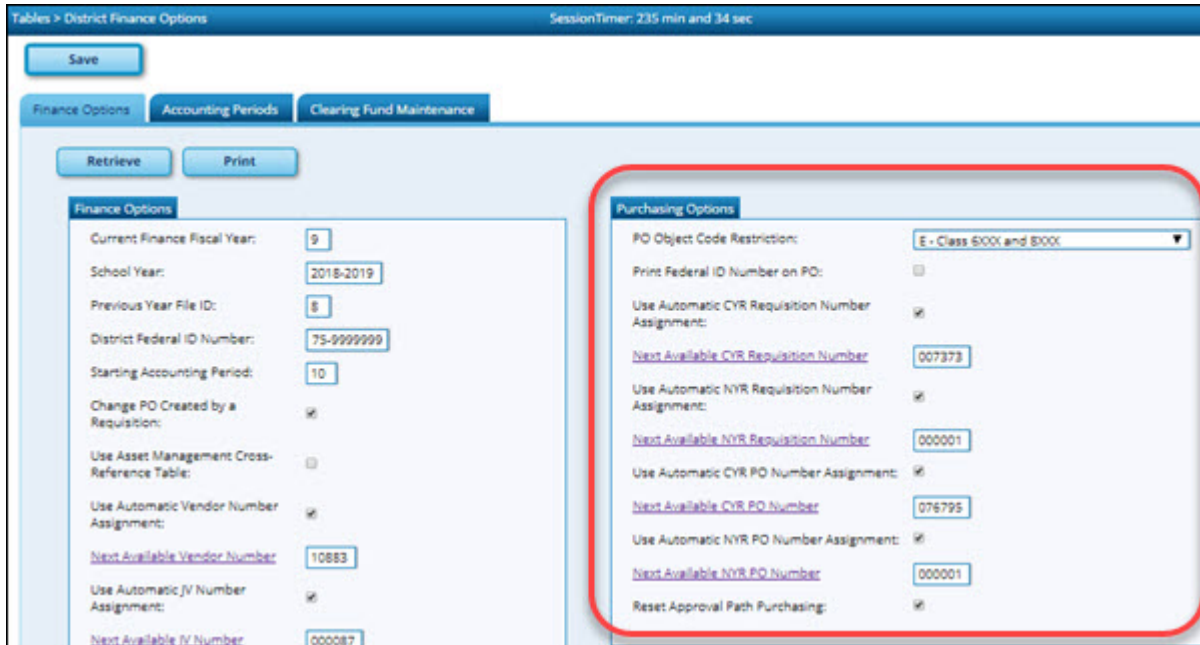 Tables > District Finance Options
SessionTimer: 235 min and 34 sec
Save
Finance Options
Accounting Periods
Clearing Fund Maintenance
Retrieve
Print
Finance Options
Current Finance Fiscal Year: 9
School Year: 2018-2019
Previous Year File ID: 8
District Federal ID Number: 75-9999999
Starting Accounting Period: 10
Change PO Created by a
Requisition:
Use Asset Management Cross-
Reference Table:
Use Automatic Vendor Number
Assignment:
Next Available Vendor Number 10883
Use Automatic JV Number
Assignment:
Next Available JV Number 000087
Purchasing Options
PO Object Code Restriction: E - Class 6XXX and 8XXX
Print Federal ID Number on PO:
Use Automatic CYR Requisition Number
Assignment:
Next Available CYR Requisition Number 007373
Use Automatic NYR Requisition Number
Assignment:
Next Available NYR Requisition Number 000001
Use Automatic CYR PO Number Assignment:
Next Available CYR PO Number 076795
Use Automatic NYR PO Number Assignment:
Next Available NYR PO Number 000001
Reset Approval Path Purchasing: